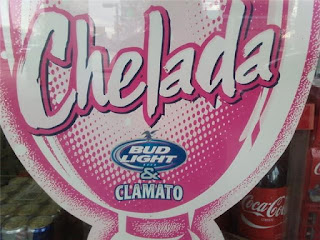 Chelada
BUD
LIGHT
&
CLAMATO
Coca-Cola